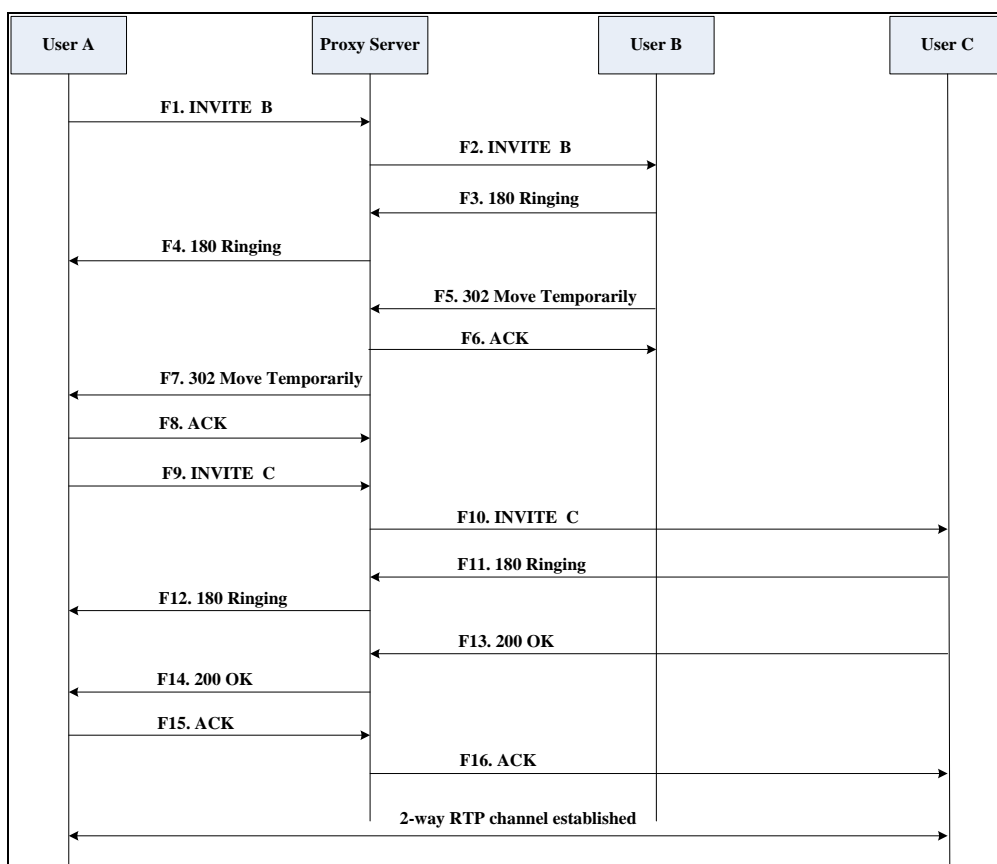 User A
Proxy Server
User B
User C
F1. INVITE B
F2. INVITE B
F3. 180 Ringing
F4. 180 Ringing
F5. 302 Move Temporarily
F6. ACK
F7. 302 Move Temporarily
F8. ACK
F9. INVITE C
F10. INVITE C
F11. 180 Ringing
F12. 180 Ringing
F13. 200 OK
F14. 200 OK
F15. ACK
F16. ACK
2-way RTP channel established